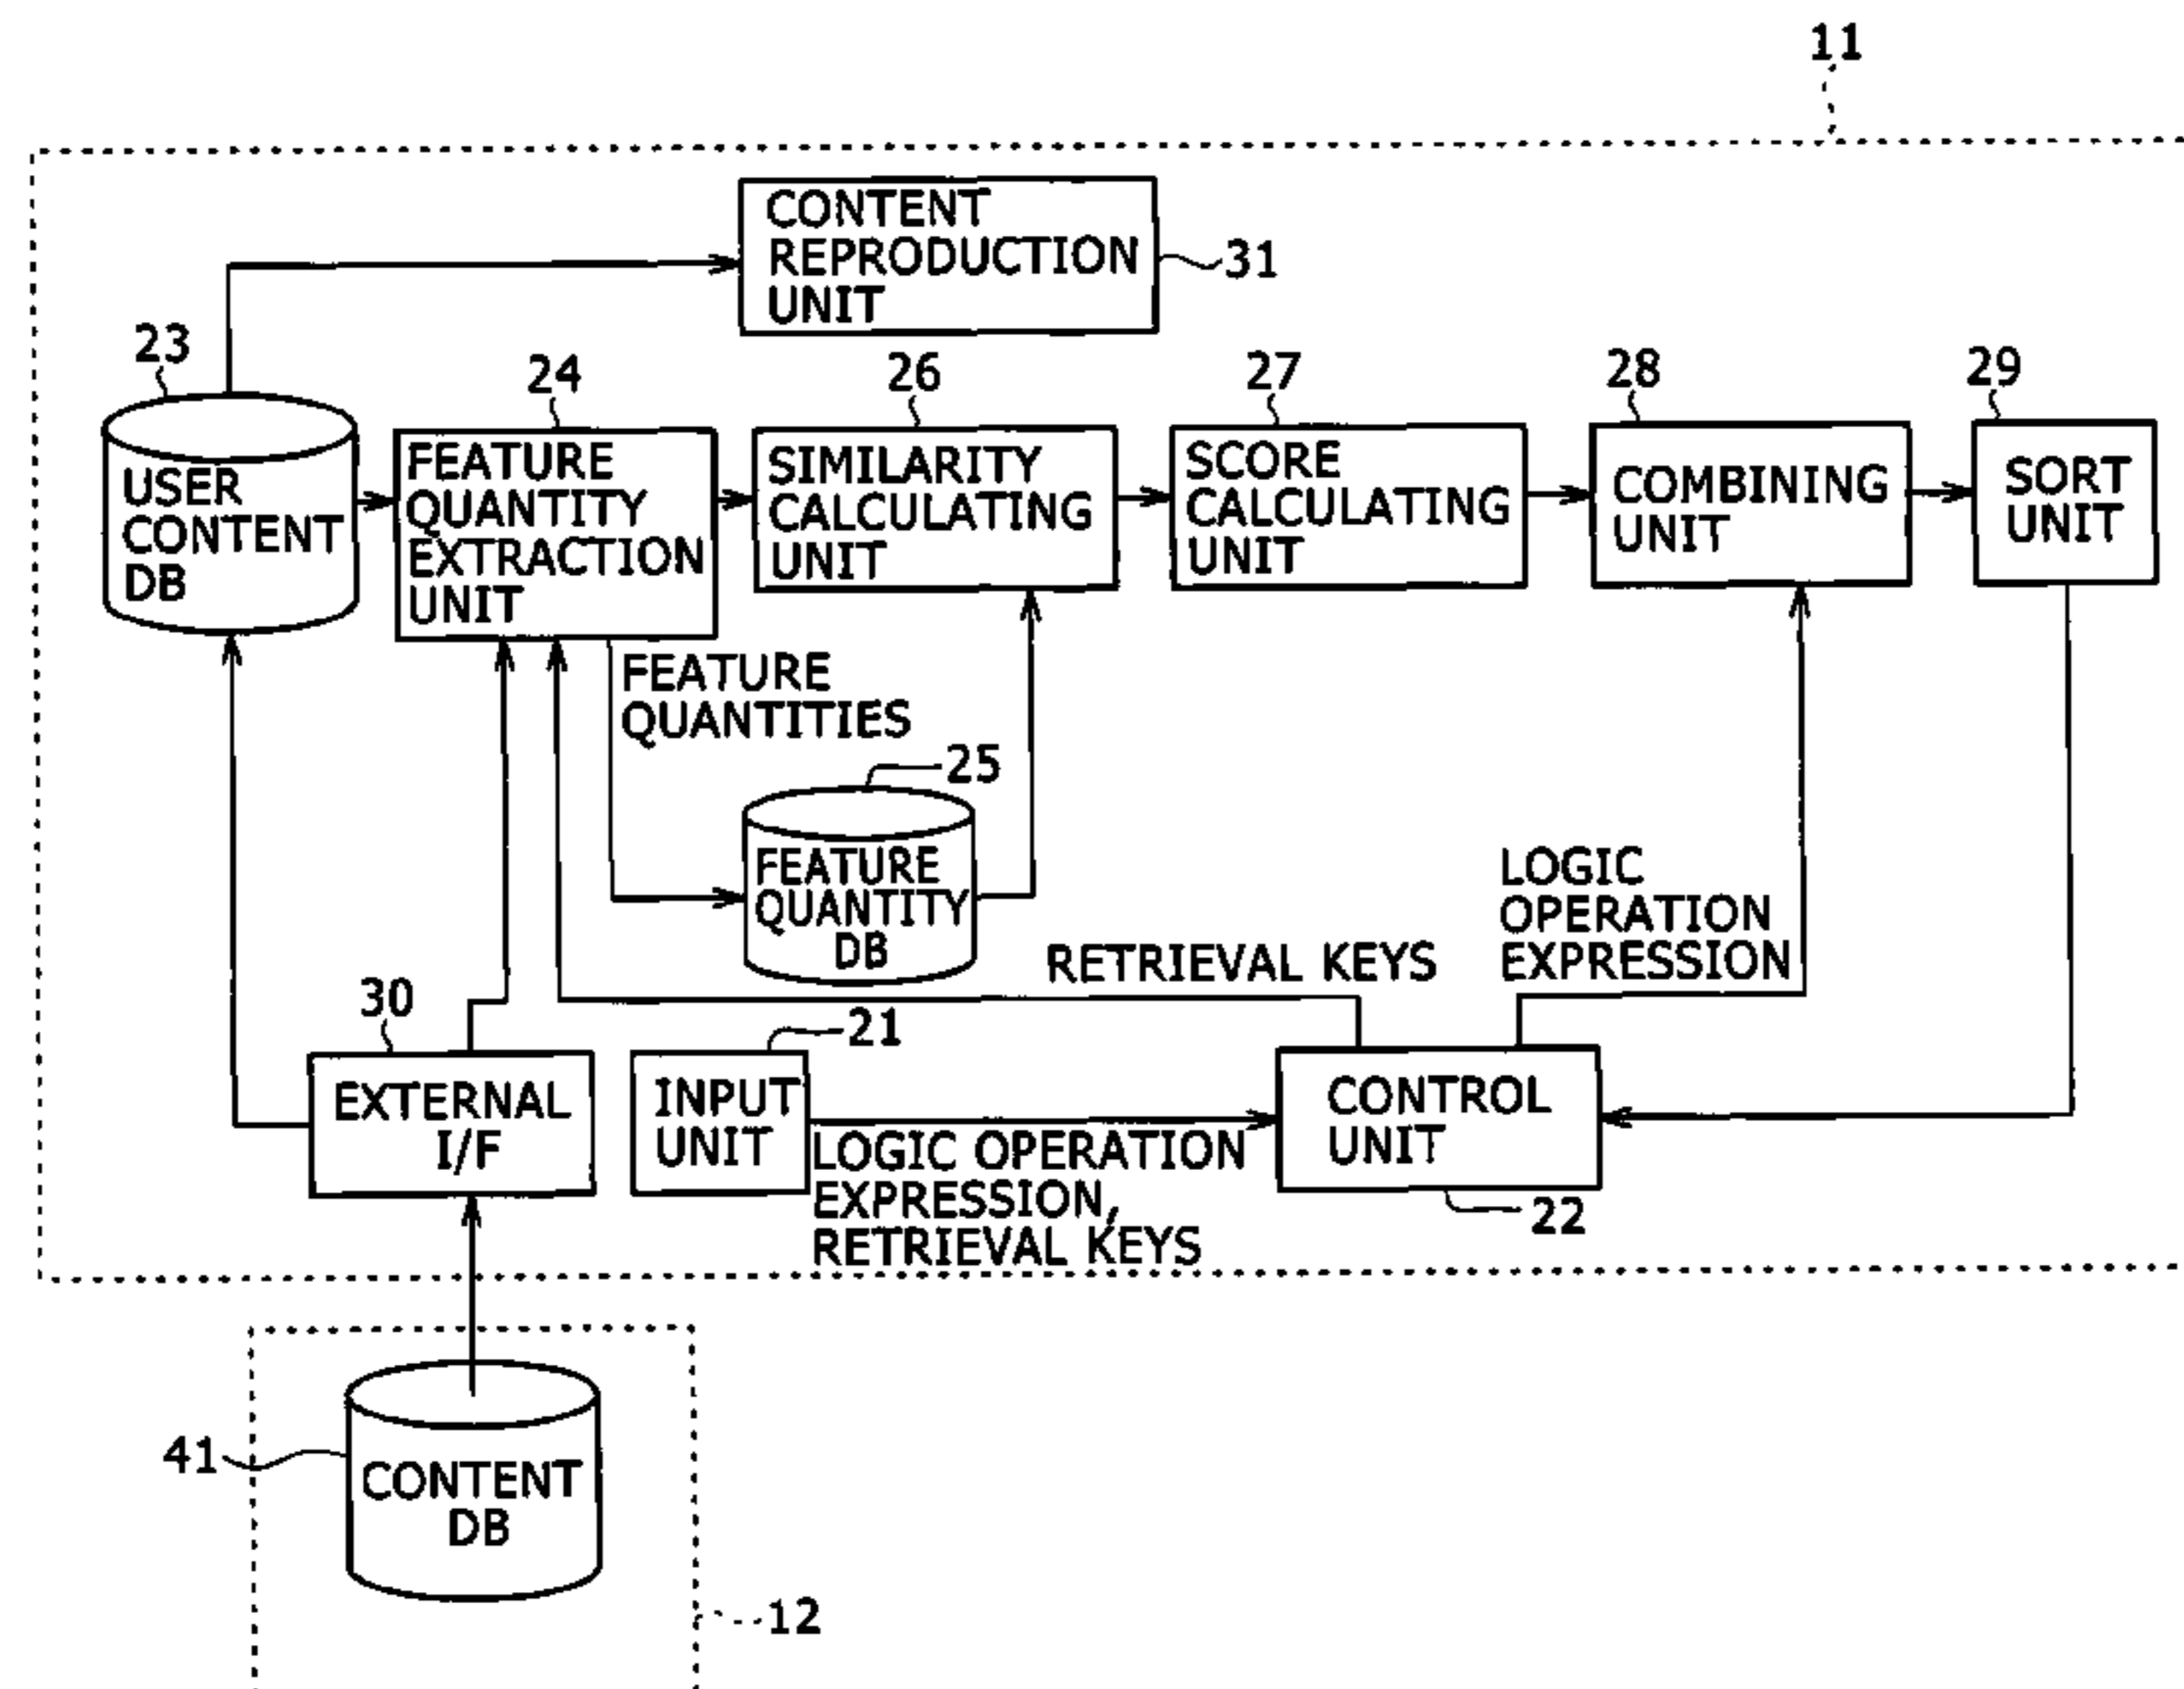 11
CONTENT
REPRODUCTION
UNIT
31
23
24
26
27
28
29
USER
CONTENT
DB
FEATURE
QUANTITY
EXTRACTION
UNIT
SIMILARITY
CALCULATING
UNIT
SCORE
CALCULATING
UNIT
COMBINING
UNIT
SORT
UNIT
FEATURE
QUANTITIES
25
FEATURE
QUANTITY
DB
LOGIC
OPERATION
EXPRESSION
RETRIEVAL KEYS
30
21
EXTERNAL
I/F
INPUT
UNIT
LOGIC OPERATION
EXPRESSION,
RETRIEVAL KEYS
CONTROL
UNIT
22
41
CONTENT
DB
12